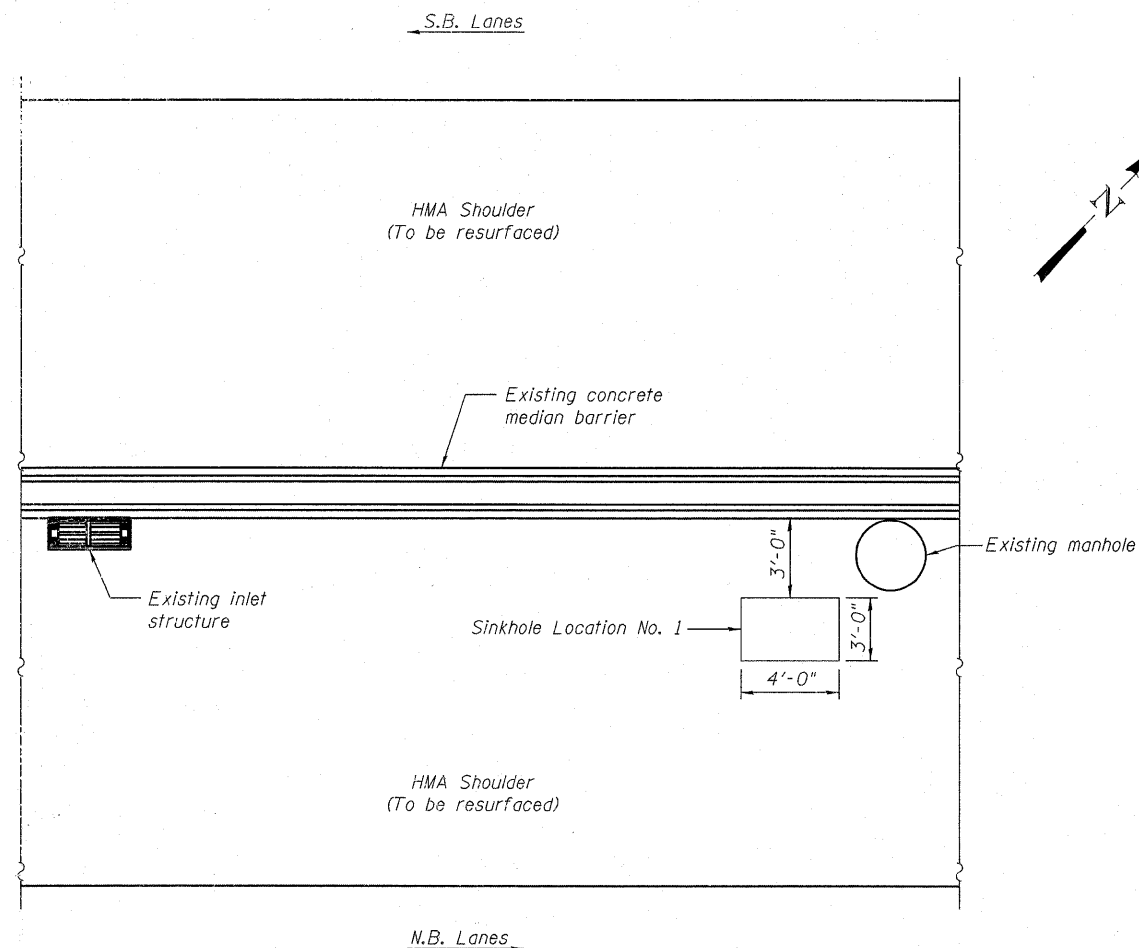 S.B. Lanes
HMA Shoulder
(To be resurfaced)
N
Existing concrete
median barrier
3'-0"
Existing manhole
Existing inlet
structure
Sinkhole Location No. 1
3'-0"
4'-0"
HMA Shoulder
(To be resurfaced)
N.B. Lanes